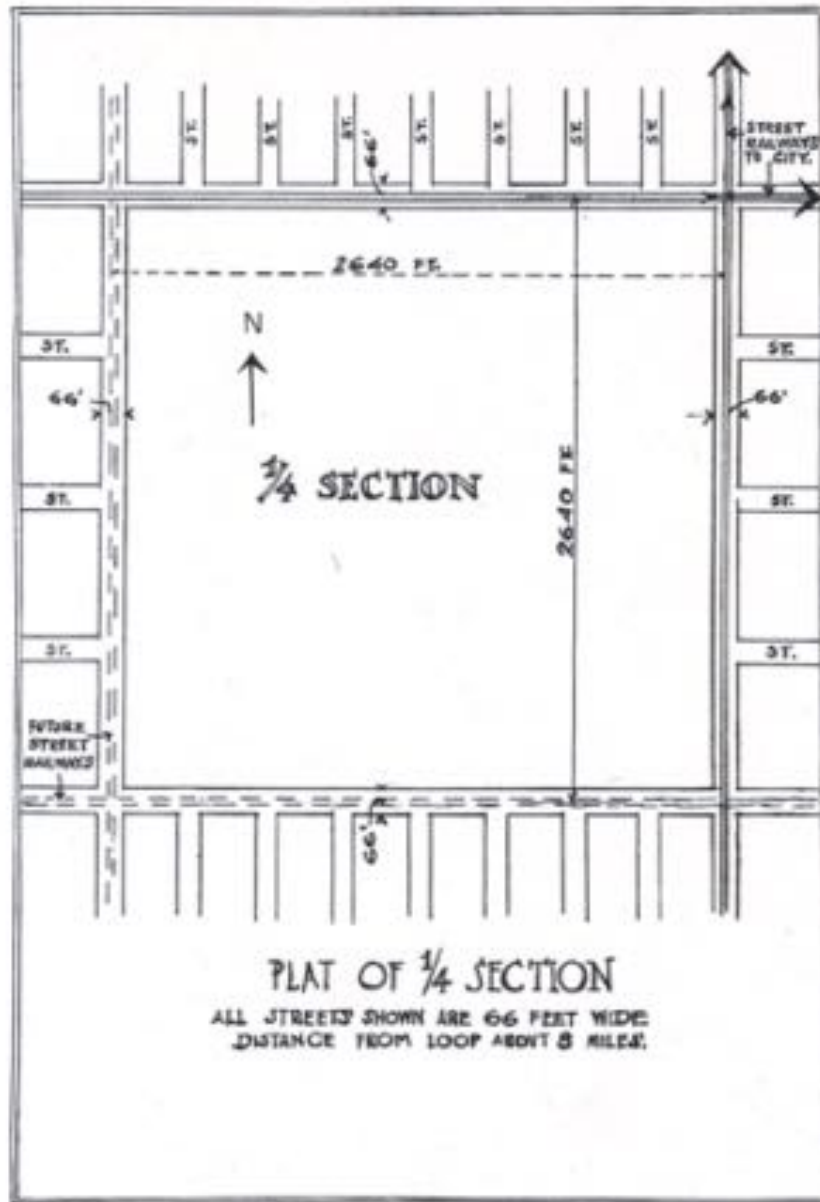 ST.
ST.
ST.
ST.
ST.
ST.
ST.
STREET
RAILWAYS
TO CITY.
66'
2640 FT.
N
ST.
ST.
66'
66'
1/4 SECTION
2640 FT.
ST.
ST.
ST.
ST.
FUTURE
STREET
RAILWAYS
66'
PLAT OF 1/4 SECTION
ALL STREETS SHOWN ARE 66 FEET WIDE
DISTANCE FROM LOOP ABOUT 8 MILES.